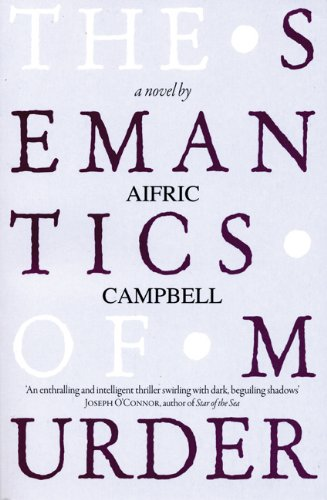 THE • S
a novel by
EMAN
AIFRIC
TICS •
CAMPBELL
OF • M
'An enthralling and intelligent thriller swirling with dark, beguiling shadows'
JOSEPH O'CONNOR, author of Star of the Sea
URDER